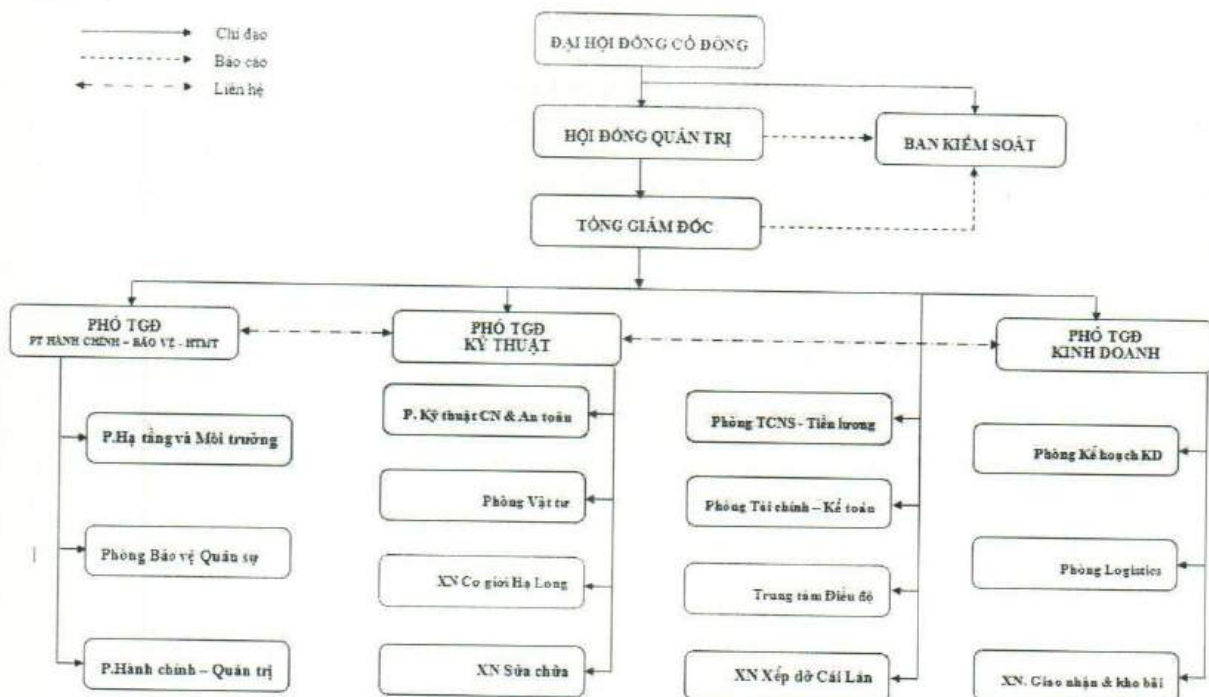 Chỉ đạo
Báo cáo
Liên hệ
ĐẠI HỘI ĐỒNG CỔ ĐÔNG
HỘI ĐỒNG QUẢN TRỊ
BAN KIỂM SOÁT
TỔNG GIÁM ĐỐC
PHÓ TGĐ
PT HÀNH CHÍNH – BẢO VỆ - HTMT
PHÓ TGĐ
KỸ THUẬT
PHÓ TGĐ
KINH DOANH
P.Hạ tầng và Môi trường
Phòng Bảo vệ Quân sự
P.Hành chính – Quản trị
P. Kỹ thuật CN & An toàn
Phòng Vật tư
XN Cơ giới Hạ Long
XN Sửa chữa
Phòng TCNS - Tiền lương
Phòng Tài chính – Kế toán
Trung tâm Điều độ
XN Xếp dỡ Cái Lân
Phòng Kế hoạch KD
Phòng Logistics
XN. Giao nhận & kho bãi